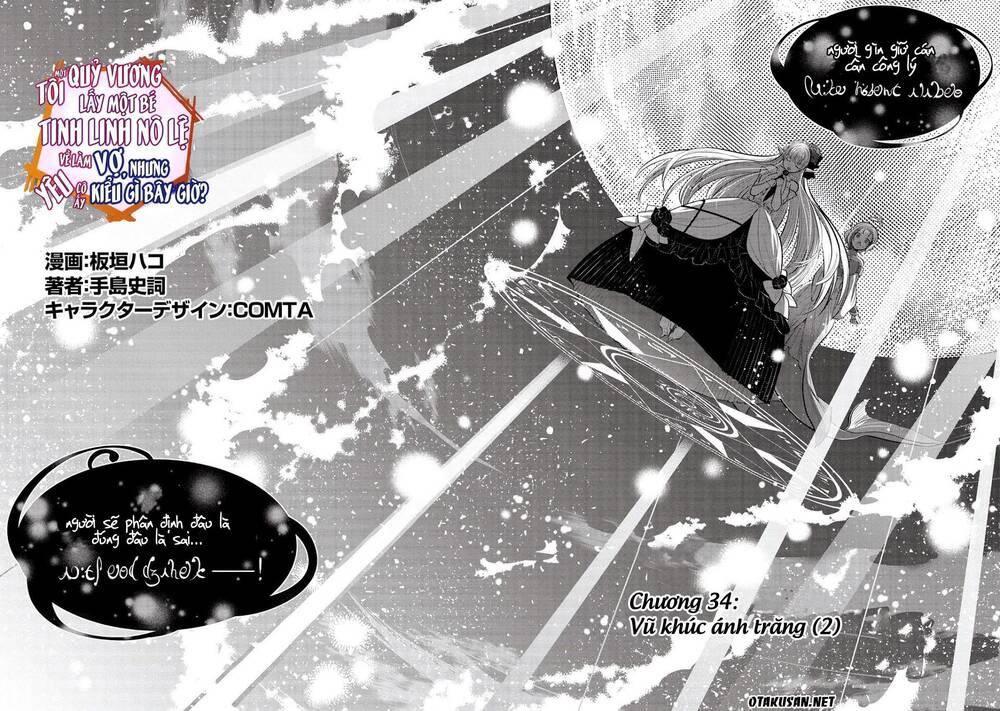 người gìn giữ cán
cân công lý
MỘT
TÔI QUỶ VƯƠNG
LẤY MỘT BÉ
TINH LINH NÔ LỆ
VỀ LÀM VỢ, NHƯNG
YÊU CÔ ẤY KIỂU GÌ BÂY GIỜ?
漫画:板垣ハコ
著者:手島史詞
キャラクターデザイン:COMTA
người sẽ phân định đâu là
đúng đâu là sai...
Chương 34:
Vũ khúc ánh trăng (2)
OTAKUSAN.NET